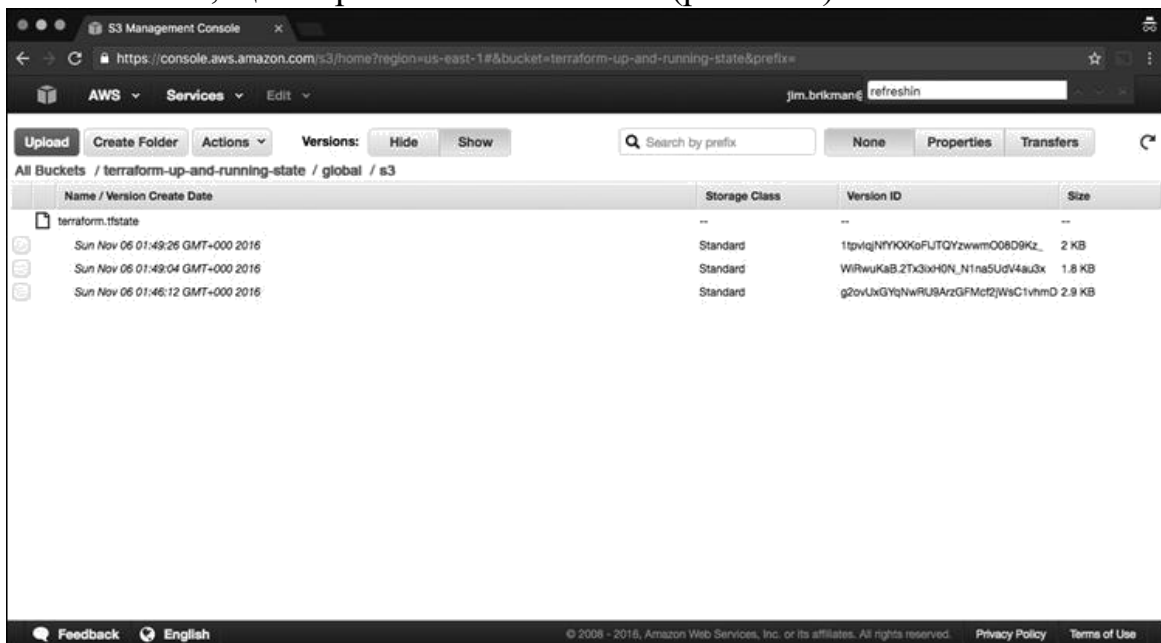 S3 Management Console ×
https://console.aws.amazon.com/s3/home?region=us-east-1#&bucket=terraform-up-and-running-state&prefix=
AWS Services Edit jim.brikman@ refreshin
Upload Create Folder Actions Versions: Hide Show Search by prefix None Properties Transfers
All Buckets / terraform-up-and-running-state / global / s3
Name / Version Create Date Storage Class Version ID Size
terraform.tfstate -- -- --
Sun Nov 06 01:49:26 GMT+000 2016 Standard 2 KB
Sun Nov 06 01:49:04 GMT+000 2016 Standard WiRwuKaB.2Tx3ixH0N_N1na5UdV4au3x 1.8 KB
Sun Nov 06 01:46:12 GMT+000 2016 Standard g2ovUxGYqNwRU9ArzGFMcf2jWsC1vhmD 2.9 KB
Feedback English © 2008 - 2016, Amazon Web Services, Inc. or its affiliates. All rights reserved. Privacy Policy Terms of Use